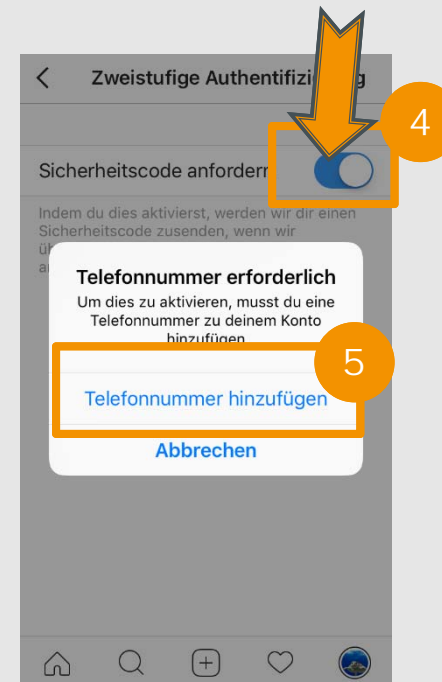 Zweistufige
4
Sicherheitscode anfordern
Indem du dies aktivierst, werden wir dir einen
Sicherheitscode zusenden, wenn wir
Telefonnummer erforderlich
Um dies zu aktivieren, musst du eine
Telefonnummer zu deinem Konto
hinzufügen
5
Telefonnummer hinzufügen
Abbrechen